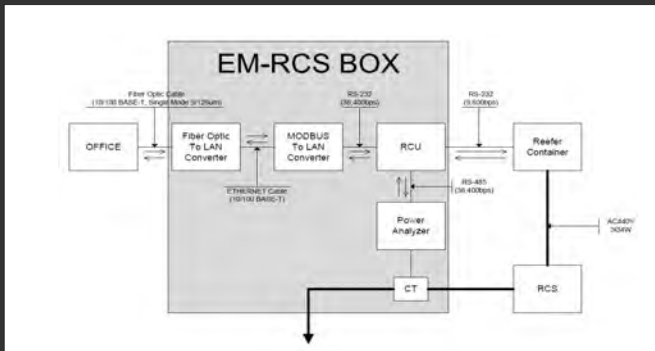 EM-RCS BOX
Fiber Optic Cable
(10/100 BASE-T, Single Mode 9/125um)
RS-232
(38,400bps)
RS-232
(9,600bps)
OFFICE
Fiber Optic
To LAN
Converter
MODBUS
To LAN
Converter
RCU
Reefer
Container
ETHERNET Cable
(10/100 BASE-T)
RS-485
(38,400bps)
Power
Analyzer
AC440V
CT
RCS